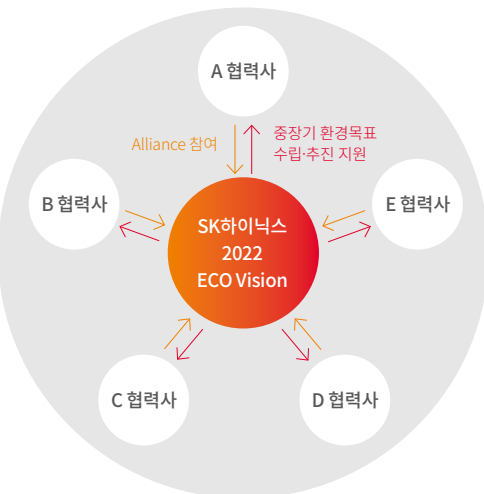 A 협력사
Alliance 참여
중장기 환경목표
수립·추진 지원
B 협력사
E 협력사
SK하이닉스
2022
ECO Vision
C 협력사
D 협력사